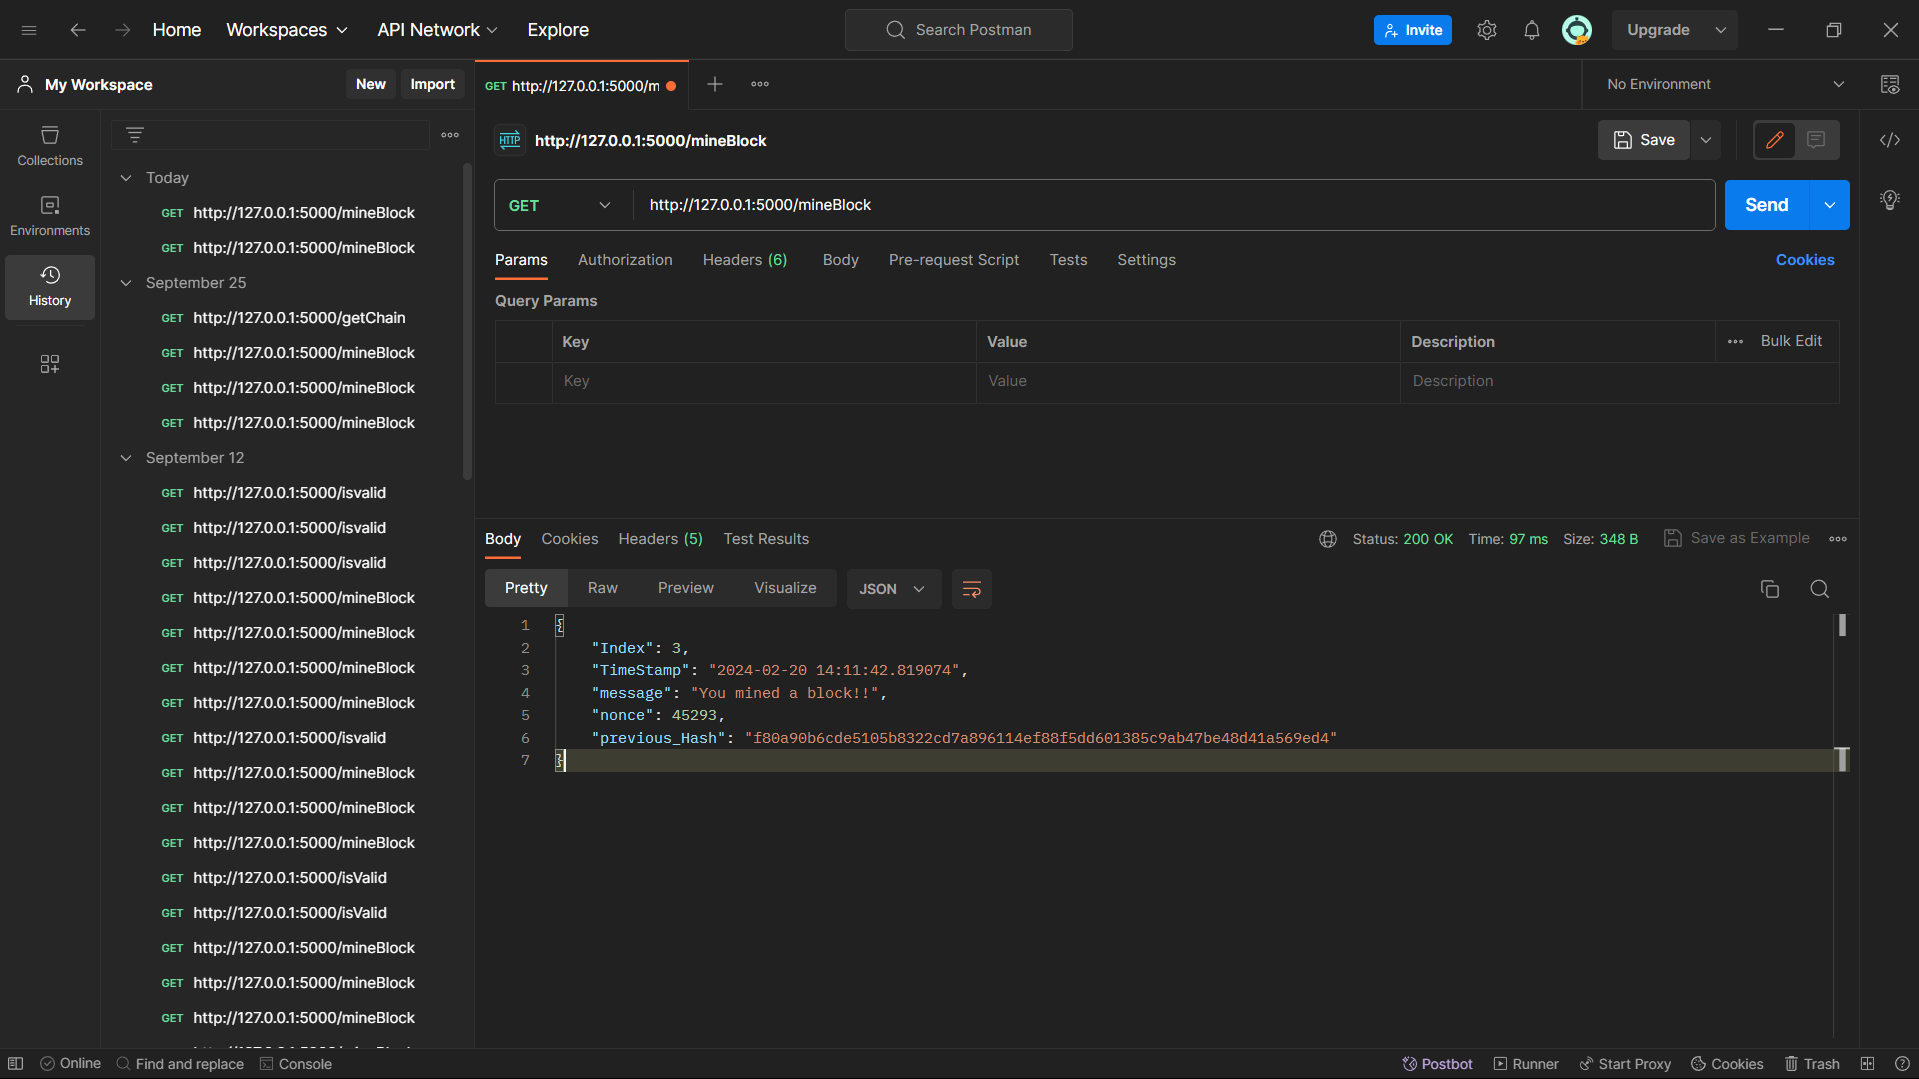 Home Workspaces API Network Explore Search Postman Invite Upgrade
My Workspace New Import GET http://127.0.0.1:5000/m No Environment
Collections
Environments
History
Today
GET http://127.0.0.1:5000/mineBlock
GET http://127.0.0.1:5000/mineBlock
September 25
GET http://127.0.0.1:5000/getChain
GET http://127.0.0.1:5000/mineBlock
GET http://127.0.0.1:5000/mineBlock
GET http://127.0.0.1:5000/mineBlock
September 12
GET http://127.0.0.1:5000/isvalid
GET http://127.0.0.1:5000/isvalid
GET http://127.0.0.1:5000/isvalid
GET http://127.0.0.1:5000/mineBlock
GET http://127.0.0.1:5000/mineBlock
GET http://127.0.0.1:5000/mineBlock
GET http://127.0.0.1:5000/mineBlock
GET http://127.0.0.1:5000/isvalid
GET http://127.0.0.1:5000/mineBlock
GET http://127.0.0.1:5000/mineBlock
GET http://127.0.0.1:5000/mineBlock
GET http://127.0.0.1:5000/isValid
GET http://127.0.0.1:5000/isValid
GET http://127.0.0.1:5000/mineBlock
GET http://127.0.0.1:5000/mineBlock
GET http://127.0.0.1:5000/mineBlock
HTTP http://127.0.0.1:5000/mineBlock Save
GET http://127.0.0.1:5000/mineBlock Send
Params Authorization Headers (6) Body Pre-request Script Tests Settings Cookies
Query Params
Key Value Description Bulk Edit
Key Value Description
Body Cookies Headers (5) Test Results Status: 200 OK Time: 97 ms Size: 348 B Save as Example
Pretty Raw Preview Visualize JSON
1 {
2 "Index": 3,
3 "TimeStamp": "2024-02-20 14:11:42.819074",
4 "message": "You mined a block!!",
5 "nonce": 45293,
6 "previous_Hash": "f80a90b6cde5105b8322cd7a896114ef88f5dd601385c9ab47be48d41a569ed4"
7 }
Online Find and replace Console Postbot Runner Start Proxy Cookies Trash